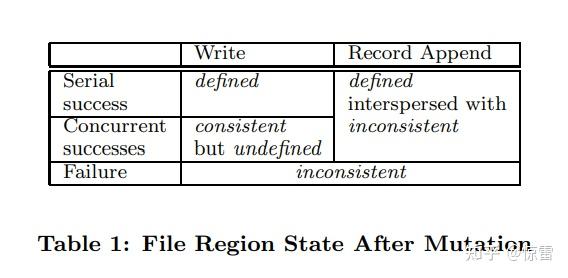 Write Record Append
Serial success defined defined interspersed with inconsistent
Concurrent successes consistent but undefined
Failure inconsistent
Table 1: File Region State After Mutation
知乎 @惊雷